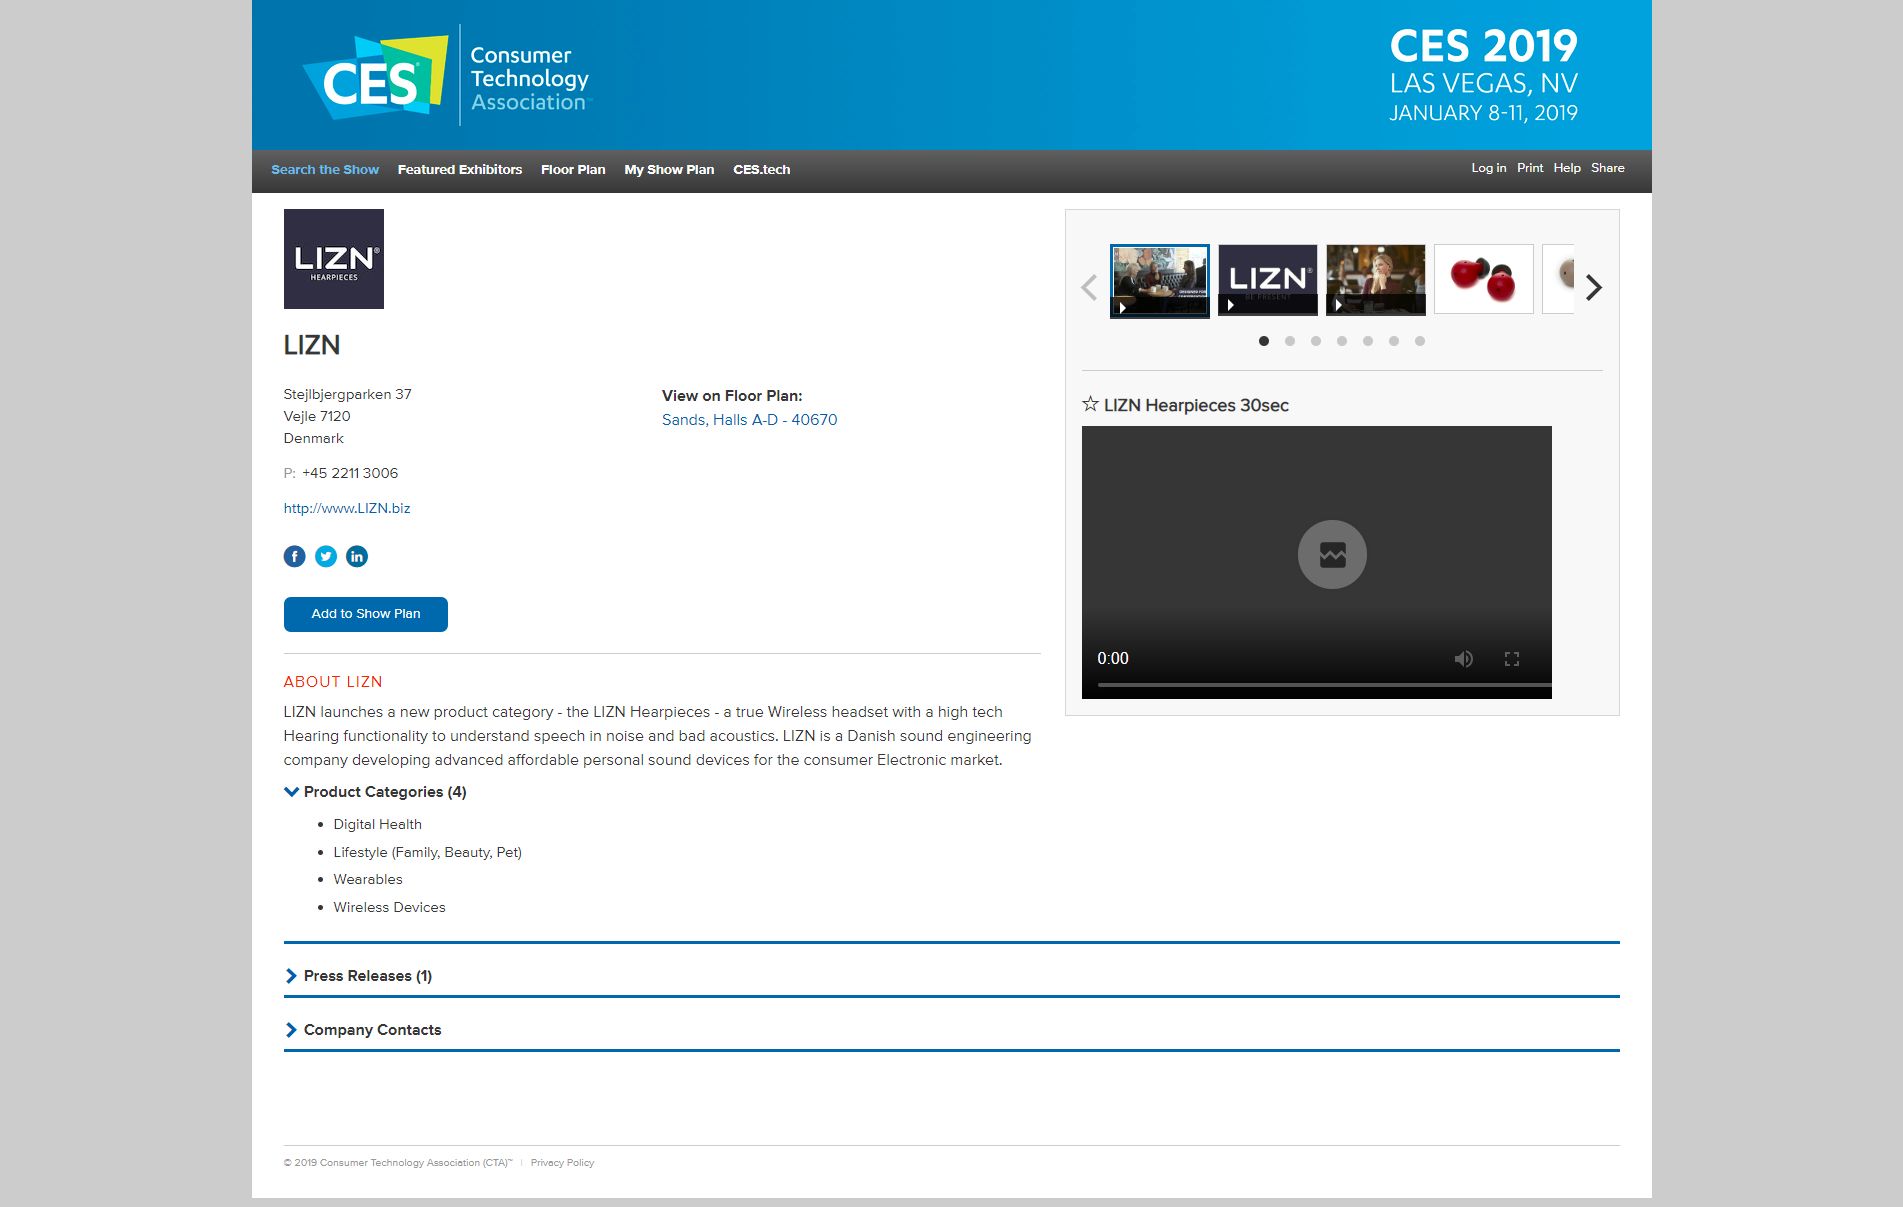 CES
Consumer
Technology
Association™
CES 2019
LAS VEGAS, NV
JANUARY 8-11, 2019
Search the Show Featured Exhibitors Floor Plan My Show Plan CES.tech
Log in Print Help Share
LIZN®
HEARPIECES
LIZN
Stejlbjergparken 37
Vejle 7120
Denmark
P: +45 2211 3006
http://www.LIZN.biz
Add to Show Plan
View on Floor Plan:
Sands, Halls A-D - 40670
DESIGNED FOR
LIZN®
BE PRESENT
LIZN Hearpieces 30sec
0:00
ABOUT LIZN
LIZN launches a new product category - the LIZN Hearpieces - a true Wireless headset with a high tech
Hearing functionality to understand speech in noise and bad acoustics. LIZN is a Danish sound engineering
company developing advanced affordable personal sound devices for the consumer Electronic market.
Product Categories (4)
Digital Health
Lifestyle (Family, Beauty, Pet)
Wearables
Wireless Devices
Press Releases (1)
Company Contacts
© 2019 Consumer Technology Association (CTA)™ | Privacy Policy